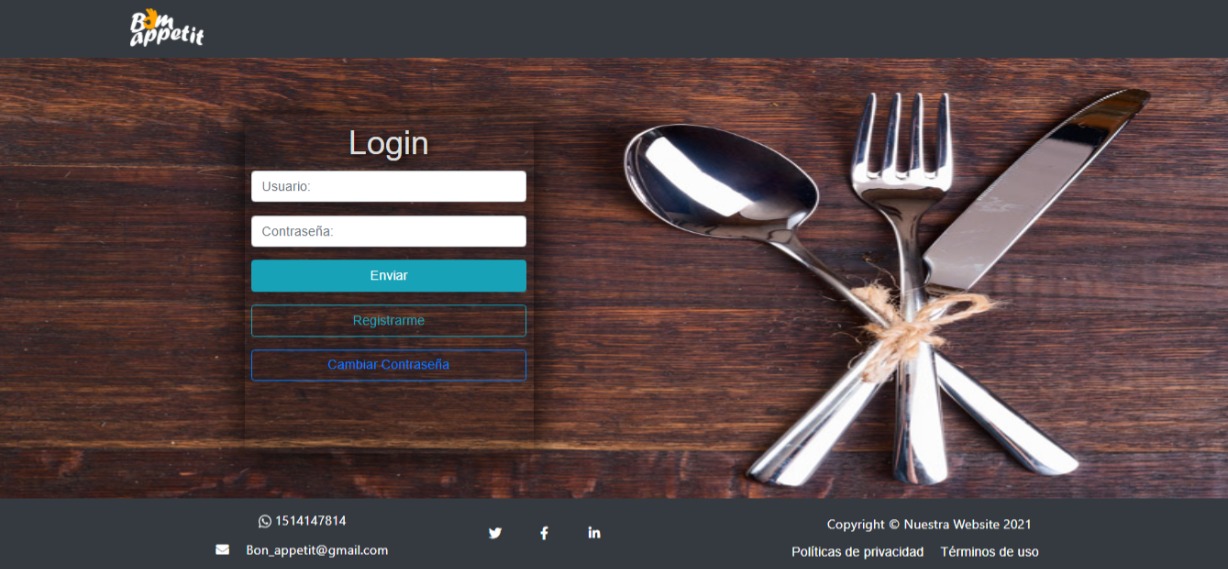 Bom
appetit
Login
Usuario:
Contraseña:
Enviar
Registrarme
Cambiar Contraseña
1514147814
Bon_appetit@gmail.com
Copyright © Nuestra Website 2021
Políticas de privacidad Términos de uso